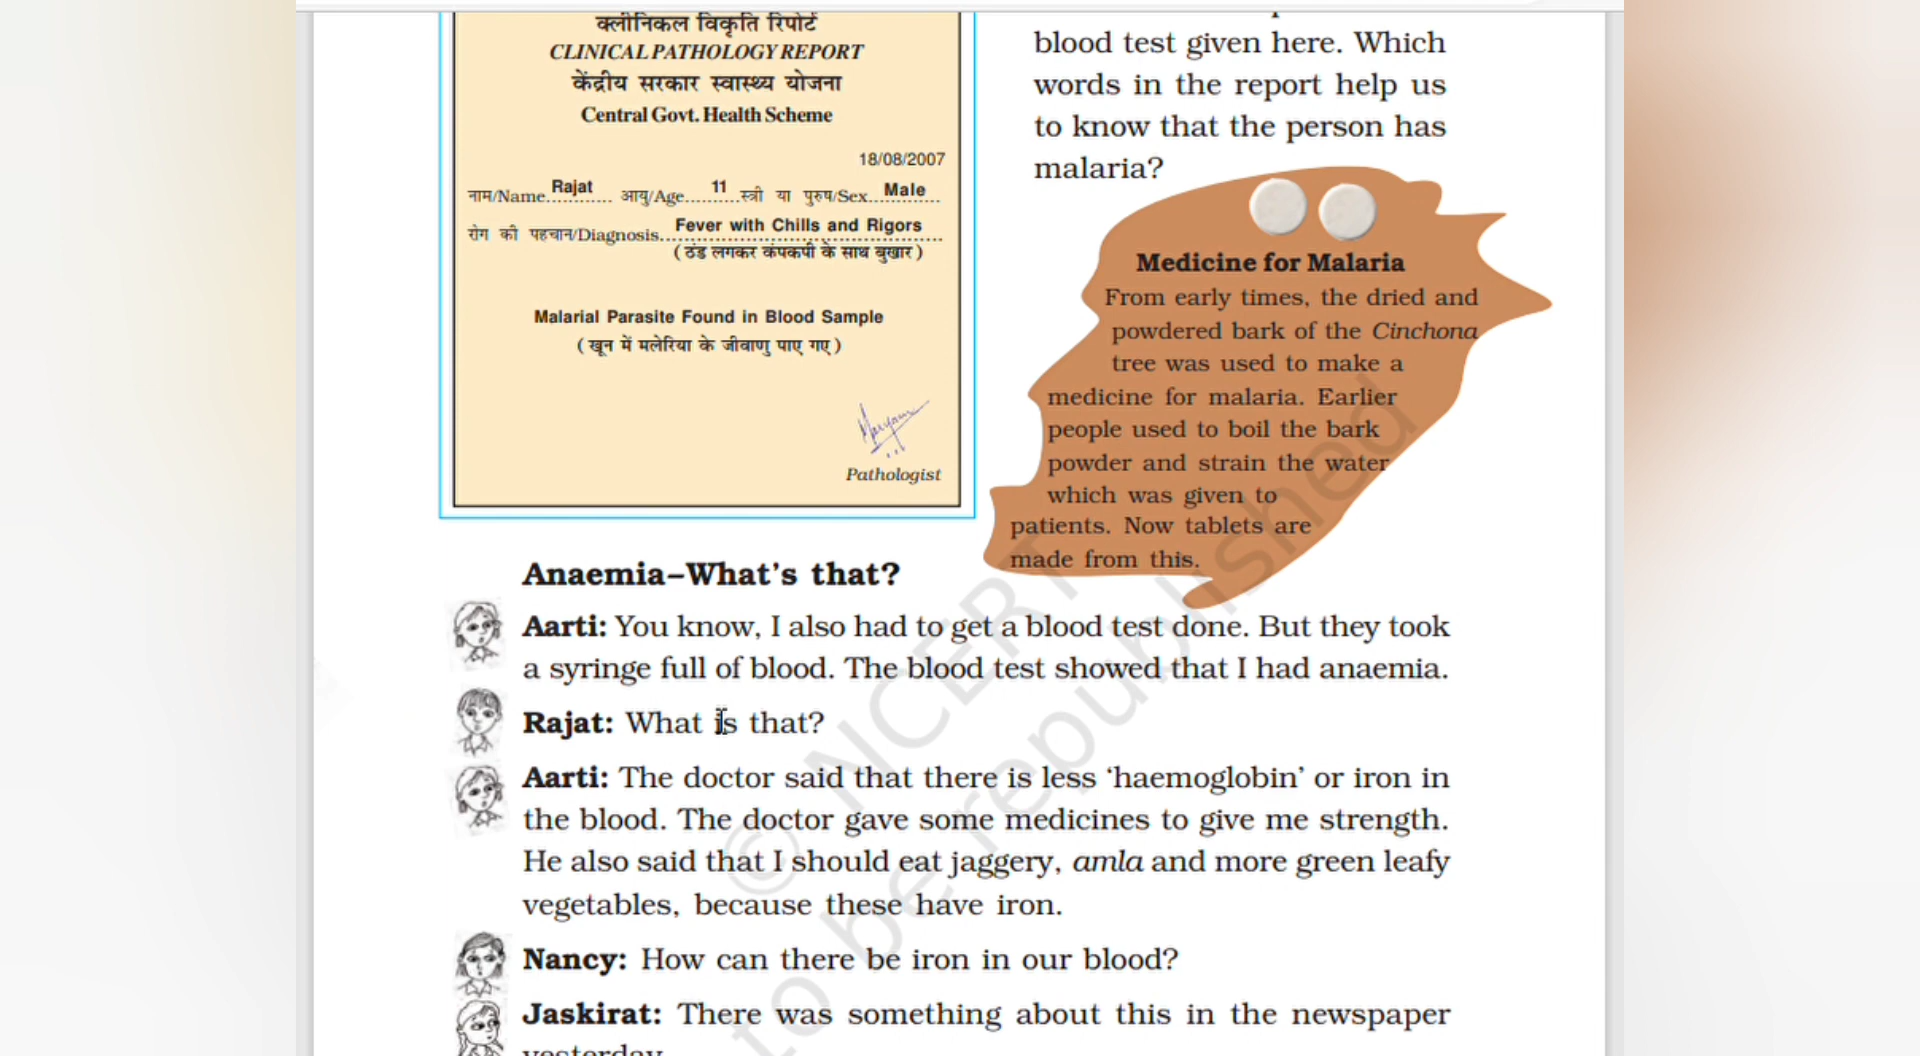 क्लीनिकल विकृति रिपोर्ट
CLINICAL PATHOLOGY REPORT
केंद्रीय सरकार स्वास्थ्य योजना
Central Govt. Health Scheme
18/08/2007
नाम/Name Rajat आयु/Age 11 स्त्री या पुरुष/Sex Male
रोग की पहचान/Diagnosis Fever with Chills and Rigors
(ठंड लगकर कंपकपी के साथ बुखार)
Malarial Parasite Found in Blood Sample
(खून में मलेरिया के जीवाणु पाए गए)
Pathologist
blood test given here. Which
words in the report help us
to know that the person has
malaria?
Medicine for Malaria
From early times, the dried and
powdered bark of the Cinchona
tree was used to make a
medicine for malaria. Earlier
people used to boil the bark
powder and strain the water
which was given to
patients. Now tablets are
made from this.
Anaemia–What's that?
Aarti: You know, I also had to get a blood test done. But they took
a syringe full of blood. The blood test showed that I had anaemia.
Rajat: What is that?
Aarti: The doctor said that there is less ‘haemoglobin’ or iron in
the blood. The doctor gave some medicines to give me strength.
He also said that I should eat jaggery, amla and more green leafy
vegetables, because these have iron.
Nancy: How can there be iron in our blood?
Jaskirat: There was something about this in the newspaper
yesterday
© NCERT
to be republished